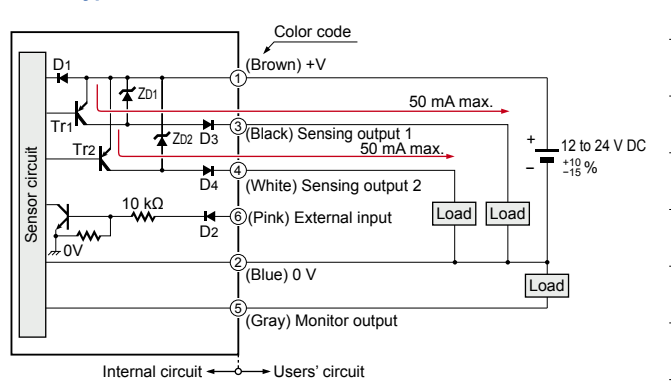 Color code
(Brown) +V
D1
1
ZD1
50 mA max.
Tr1
D3
3
(Black) Sensing output 1
ZD2
50 mA max.
Tr2
D4
4
(White) Sensing output 2
+
12 to 24 V DC
−
+10
−15 %
Sensor circuit
10 kΩ
D2
6
(Pink) External input
Load
Load
0V
2
(Blue) 0 V
Load
5
(Gray) Monitor output
Internal circuit
Users' circuit